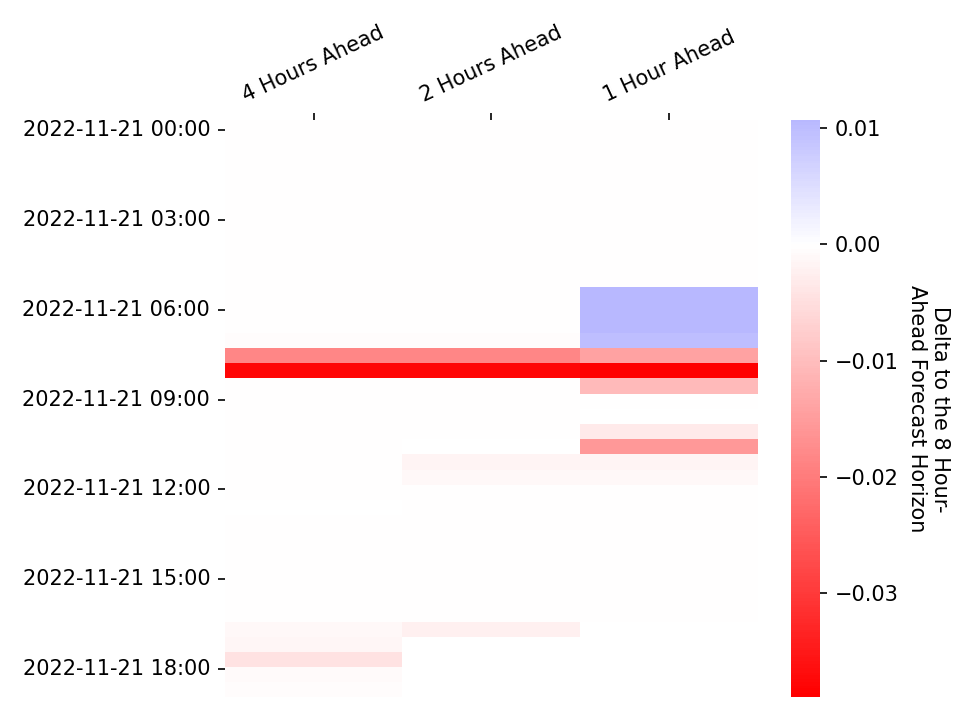 4 Hours Ahead
2 Hours Ahead
1 Hour Ahead
2022-11-21 00:00
2022-11-21 03:00
2022-11-21 06:00
2022-11-21 09:00
2022-11-21 12:00
2022-11-21 15:00
2022-11-21 18:00
0.01
0.00
−0.01
−0.02
−0.03
Delta to the 8 Hour-
Ahead Forecast Horizon